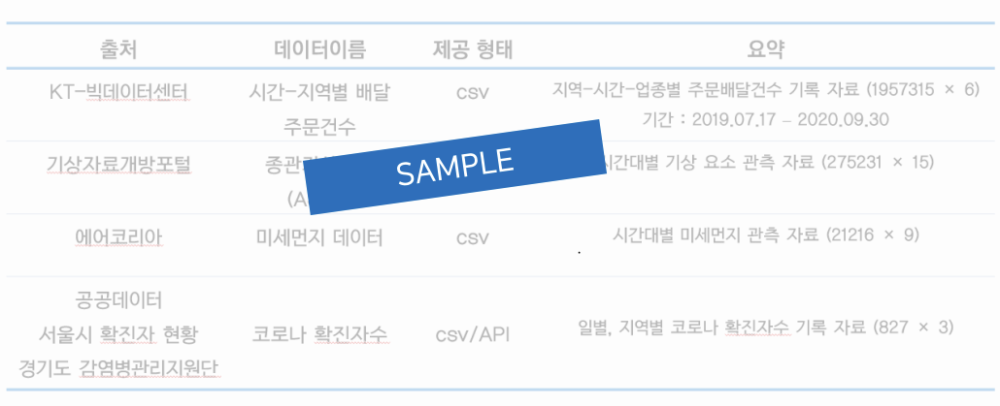 출처 데이터이름 제공 형태 요약
KT-빅데이터센터 시간-지역별 배달 csv 지역-시간-업종별 주문배달건수 기록 자료 (1957315 × 6)
주문건수 기간 : 2019.07.17 – 2020.09.30
기상자료개방포털 시간대별 기상 요소 관측 자료 (275231 × 15)
SAMPLE
에어코리아 미세먼지 데이터 csv 시간대별 미세먼지 관측 자료 (21216 × 9)
공공데이터
서울시 확진자 현황 코로나 확진자수 csv/API 일별, 지역별 코로나 확진자수 기록 자료 (827 × 3)
경기도 감염병관리지원단